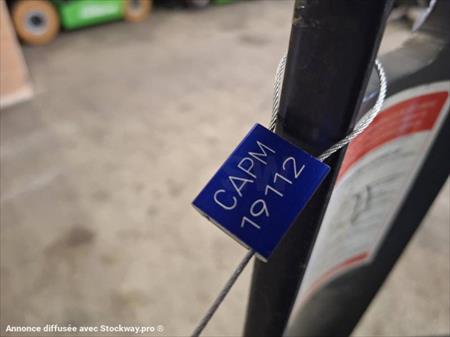 CAPM
19112
Annonce diffusée avec Stockway.pro ®